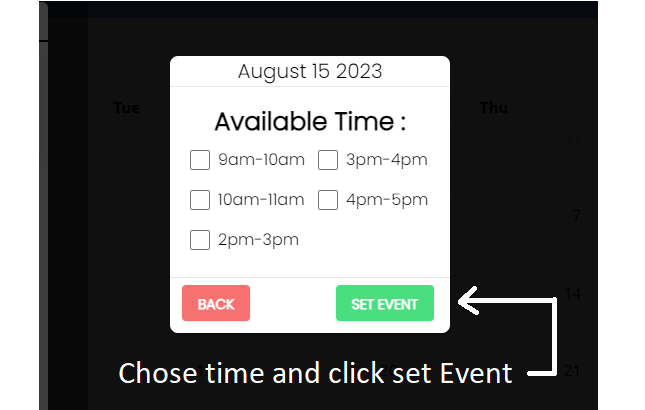 August 15 2023
Tue
Thu
Available Time :
9am-10am
3pm-4pm
10am-11am
4pm-5pm
7
2pm-3pm
BACK
SET EVENT
14
Chose time and click set Event
21